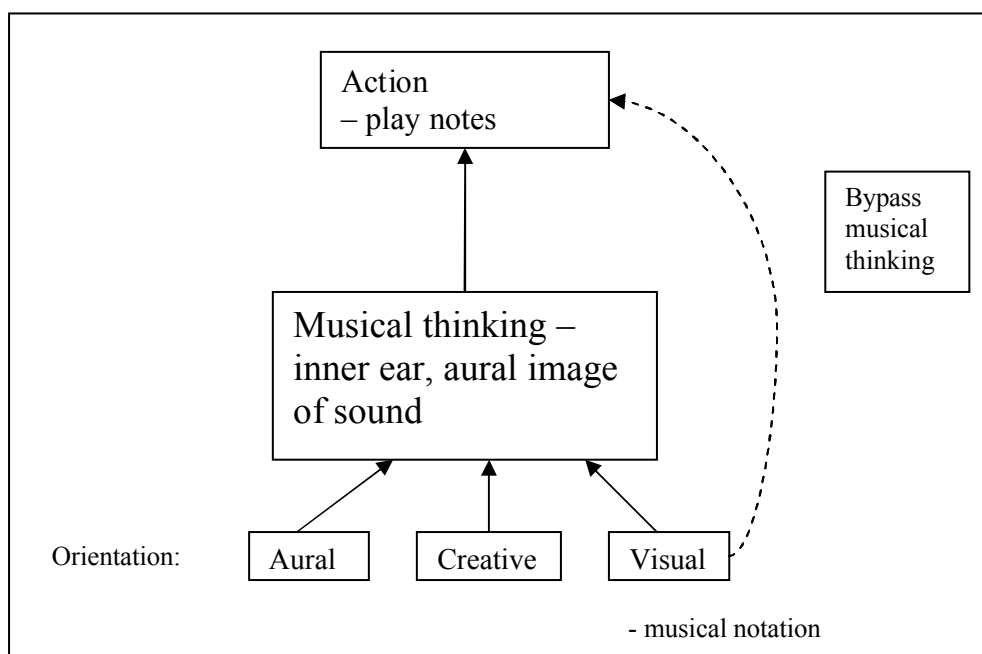 Action
– play notes
Bypass
musical
thinking
Musical thinking –
inner ear, aural image
of sound
Orientation:
Aural
Creative
Visual
- musical notation